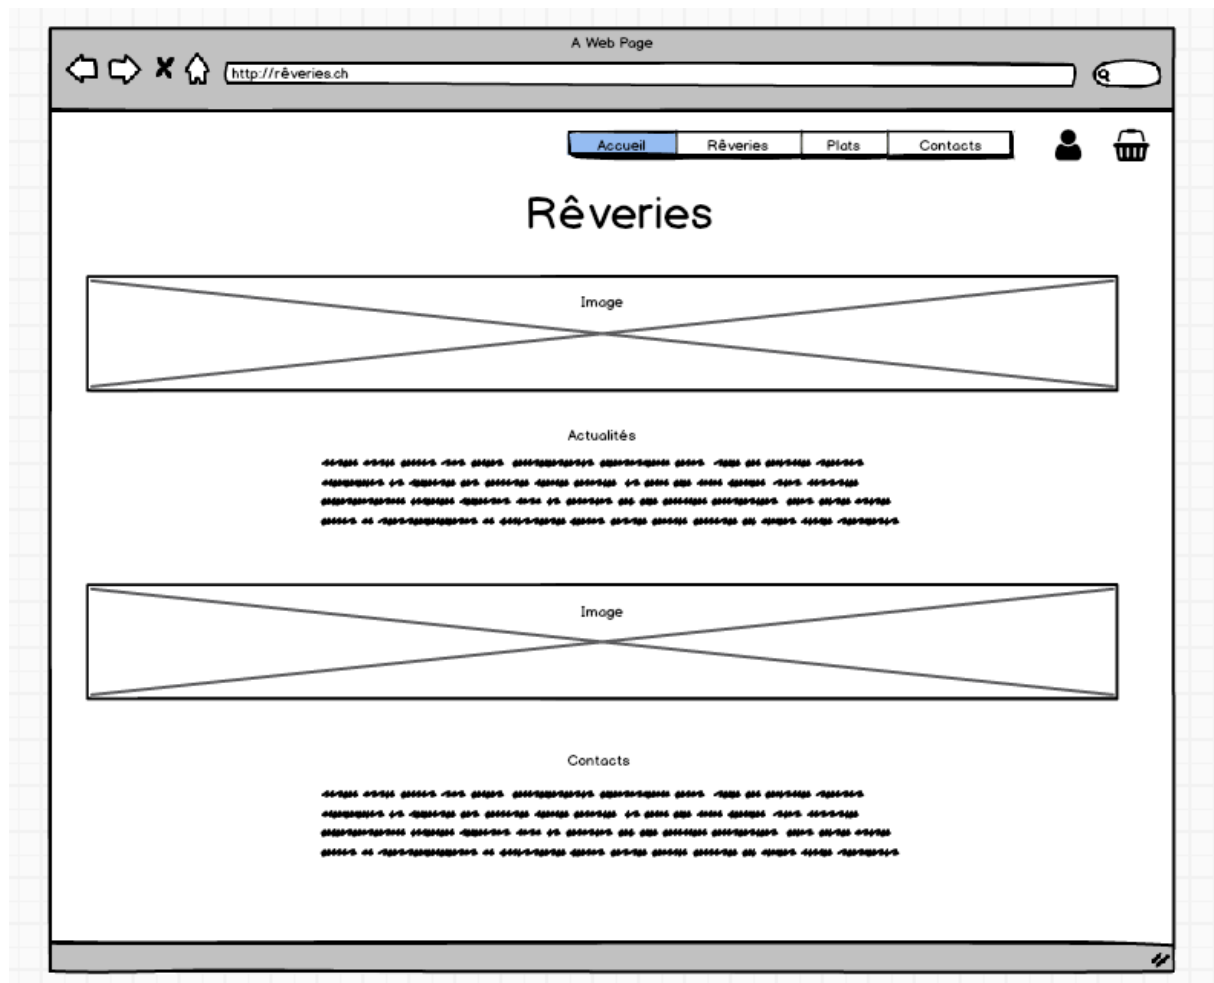 A Web Page
http://rêveries.ch
Accueil Rêveries Plats Contacts
Rêveries
Image
Actualités
Image
Contacts